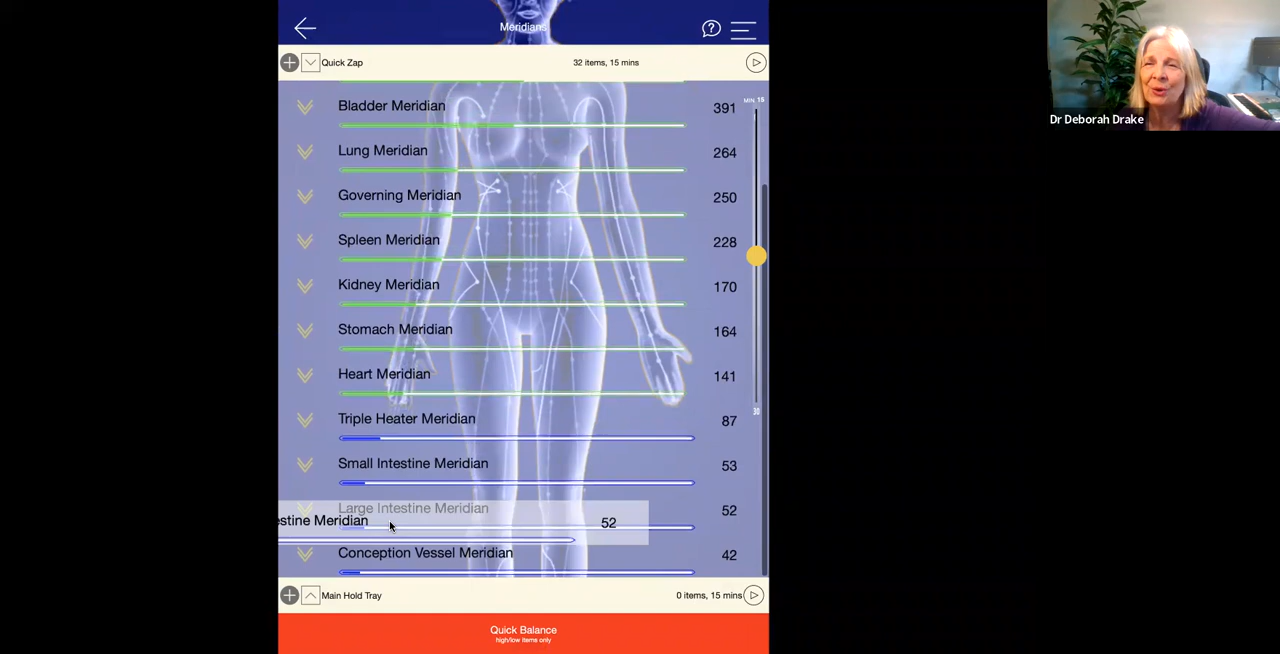 Meridians
Quick Zap 32 items, 15 mins
MIN 15
Bladder Meridian 391
Lung Meridian 264
Governing Meridian 250
Spleen Meridian 228
Kidney Meridian 170
Stomach Meridian 164
Heart Meridian 141
30
Triple Heater Meridian 87
Small Intestine Meridian 53
Large Intestine Meridian 52
estine Meridian 52
Conception Vessel Meridian 42
Main Hold Tray 0 items, 15 mins
Quick Balance
high/low items only
Dr Deborah Drake